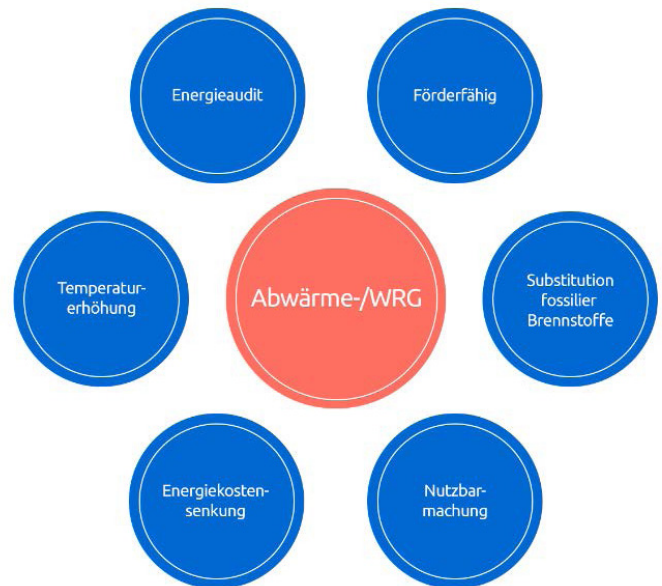 Energieaudit
Förderfähig
Temperatur-
erhöhung
Abwärme-/WRG
Substitution
fossilier
Brennstoffe
Energiekosten-
senkung
Nutzbar-
machung